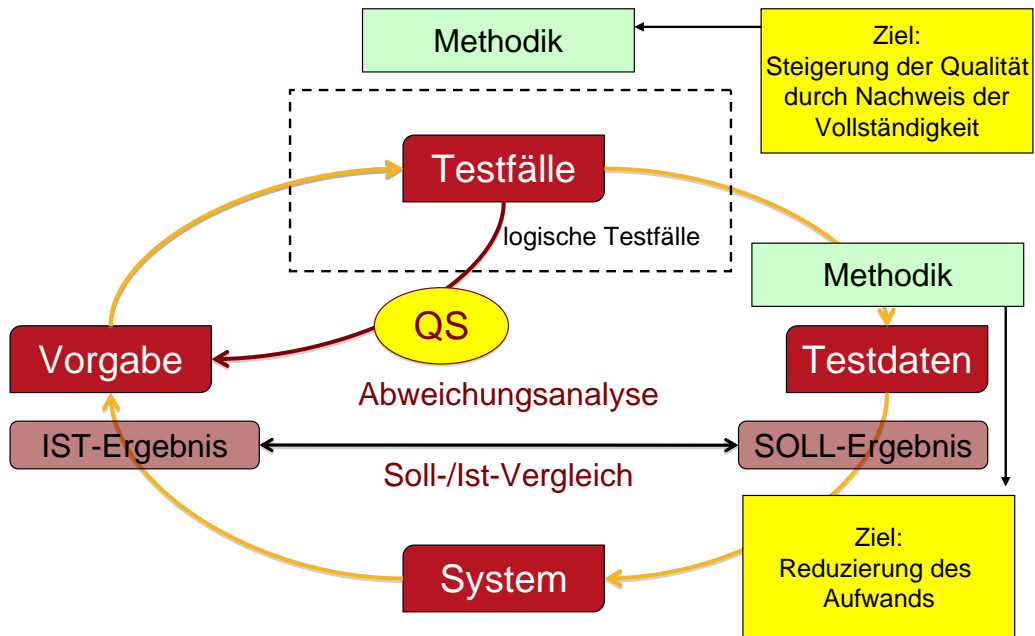 Methodik
Ziel:
Steigerung der Qualität
durch Nachweis der
Vollständigkeit
Testfälle
logische Testfälle
Methodik
QS
Vorgabe
Testdaten
Abweichungsanalyse
IST-Ergebnis
SOLL-Ergebnis
Soll-/Ist-Vergleich
System
Ziel:
Reduzierung des
Aufwands